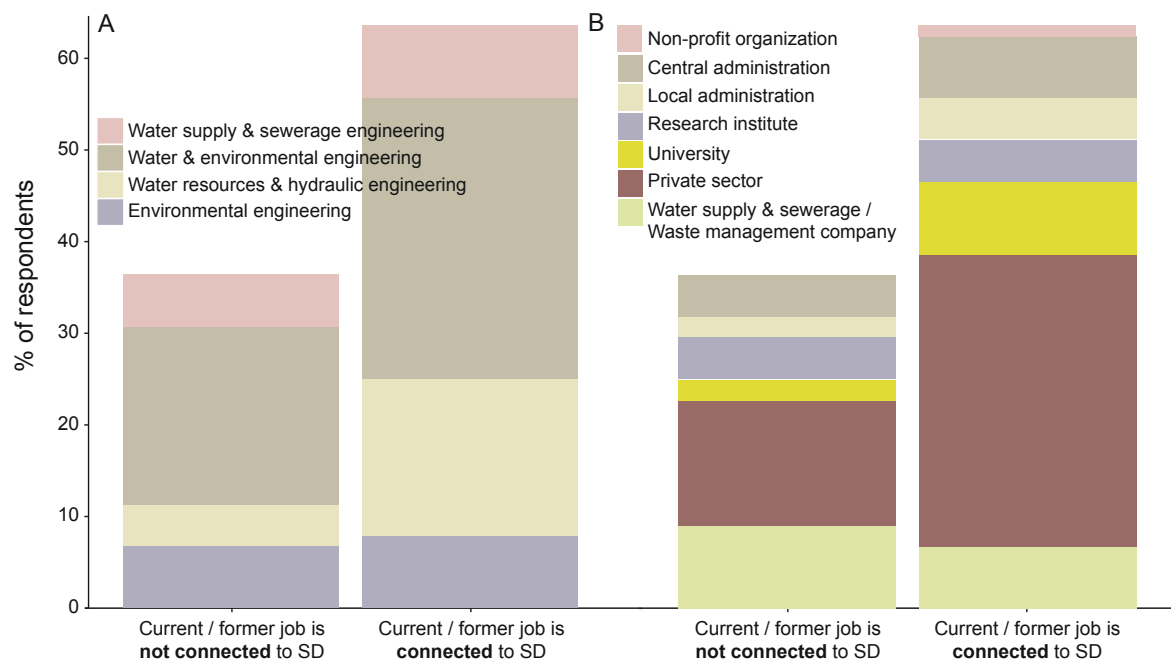 A
B
% of respondents
60
50
40
30
20
10
0
Water supply & sewerage engineering
Water & environmental engineering
Water resources & hydraulic engineering
Environmental engineering
Non-profit organization
Central administration
Local administration
Research institute
University
Private sector
Water supply & sewerage /
Waste management company
Current / former job is
not connected to SD
Current / former job is
connected to SD
Current / former job is
not connected to SD
Current / former job is
connected to SD